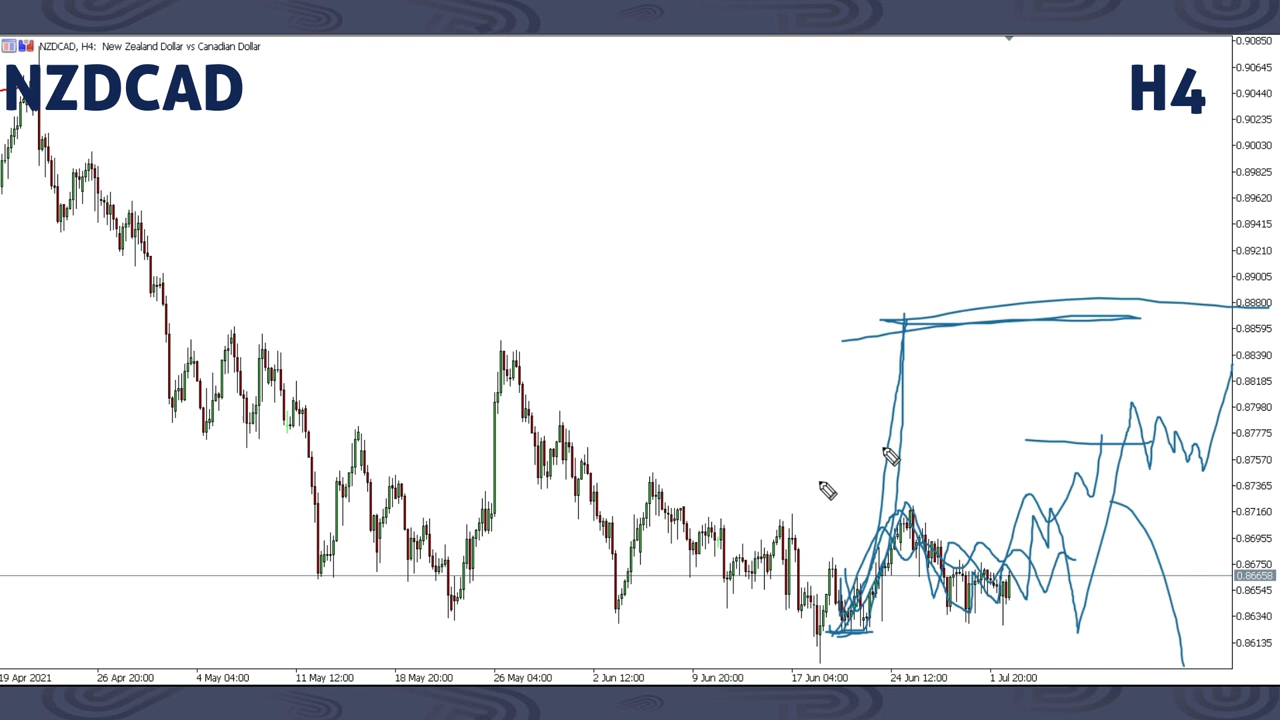 NZDCAD, H4: New Zealand Dollar vs Canadian Dollar
NZDCAD
H4
0.90850
0.90645
0.90440
0.90235
0.90030
0.89825
0.89620
0.89415
0.89210
0.89005
0.88800
0.88595
0.88390
0.88185
0.87980
0.87775
0.87570
0.87365
0.87160
0.86955
0.86750
0.86658
0.86545
0.86340
0.86135
19 Apr 2021
26 Apr 20:00
4 May 04:00
11 May 12:00
18 May 20:00
26 May 04:00
2 Jun 12:00
9 Jun 20:00
17 Jun 04:00
24 Jun 12:00
1 Jul 20:00